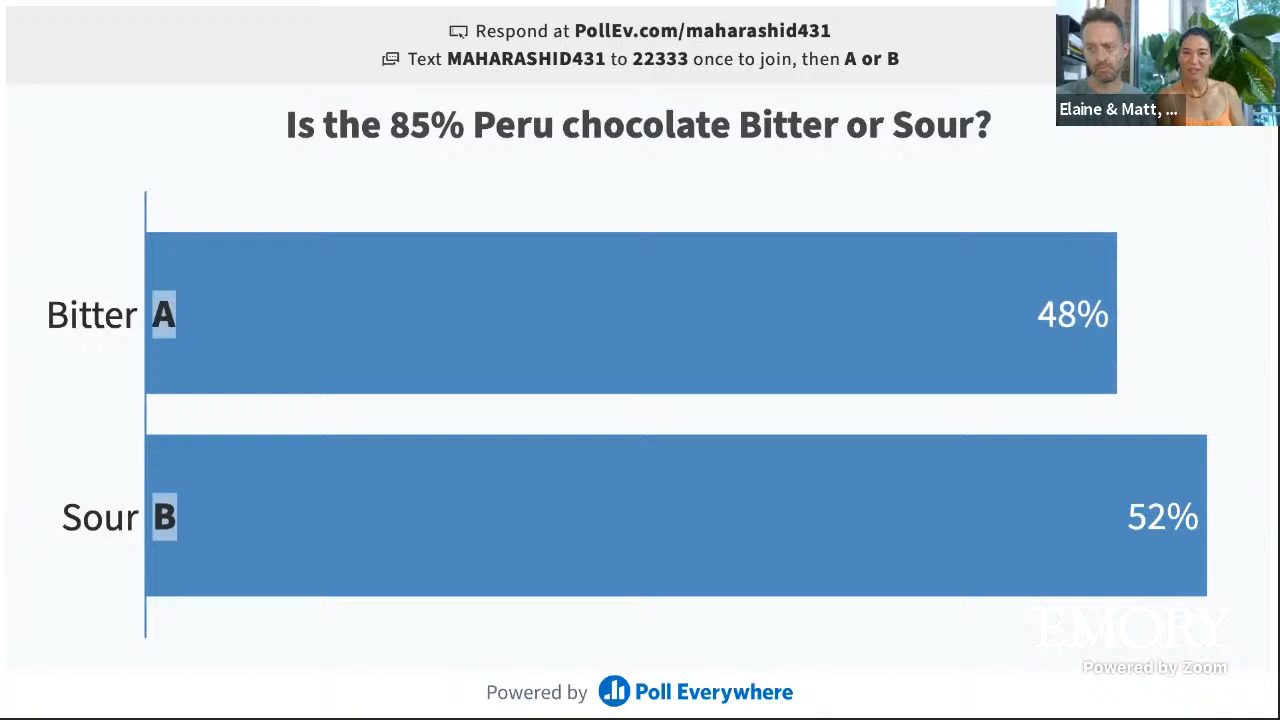 Respond at PollEv.com/maharashid431
Text MAHARASHID431 to 22333 once to join, then A or B
Elaine & Matt, ...
Is the 85% Peru chocolate Bitter or Sour?
Bitter A
48%
Sour B
52%
EMORY
Powered by Zoom
Powered by Poll Everywhere